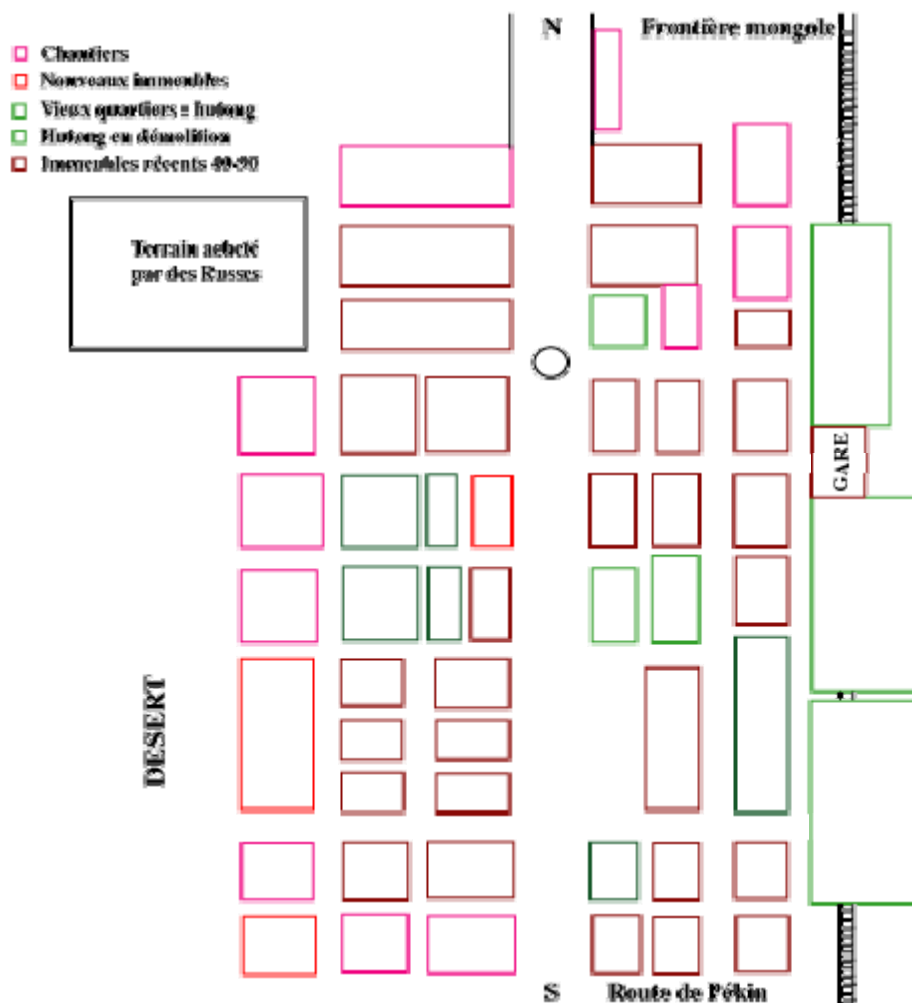 N
Frontière mongole
Chantiers
Nouveaux immeubles
Vieux quartiers = hutong
Hutong en démolition
Immeubles récents 49-90
Terrain acheté
par des Russes
GARE
DESERT
S
Route de Pékin